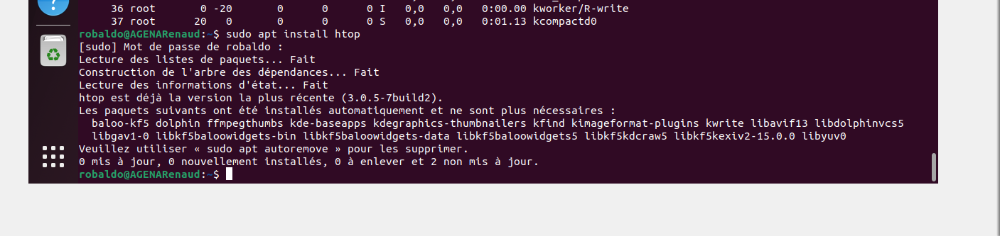 ?
36 root 0 -20 0 0 0 I 0,0 0,0 0:00.00 kworker/R-write
37 root 20 0 0 0 0 S 0,0 0,0 0:01.13 kcompactd0
robaldo@AGENARenaud:~$ sudo apt install htop
[sudo] Mot de passe de robaldo :
Lecture des listes de paquets... Fait
Construction de l'arbre des dépendances... Fait
Lecture des informations d'état... Fait
htop est déjà la version la plus récente (3.0.5-7build2).
Les paquets suivants ont été installés automatiquement et ne sont plus nécessaires :
baloo-kf5 dolphin ffmpegthumbs kde-baseapps kdegraphics-thumbnailers kfind kimageformat-plugins kwrite libavif13 libdolphinvcs5
libgav1-0 libkf5baloowidgets-bin libkf5baloowidgets-data libkf5baloowidgets5 libkf5kdcraw5 libkf5kexiv2-15.0.0 libyuv0
Veuillez utiliser « sudo apt autoremove » pour les supprimer.
0 mis à jour, 0 nouvellement installés, 0 à enlever et 2 non mis à jour.
robaldo@AGENARenaud:~$